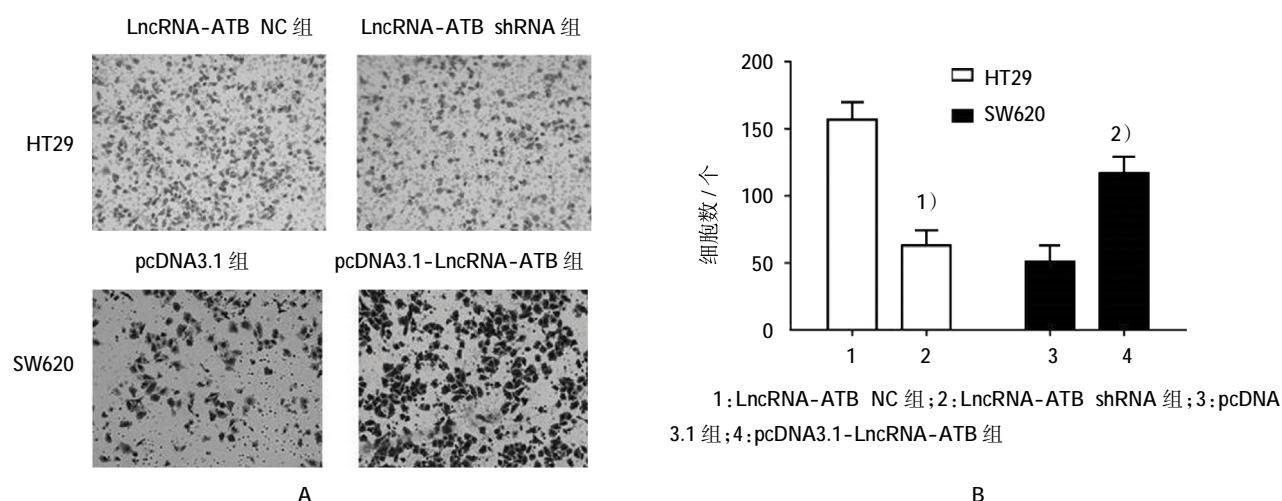 LncRNA-ATB NC 组
LncRNA-ATB shRNA 组
HT29
pcDNA3.1 组
pcDNA3.1-LncRNA-ATB 组
SW620
A
细胞数/个
200
150
100
50
0
HT29
SW620
1)
2)
1
2
3
4
1:LncRNA-ATB NC 组;2:LncRNA-ATB shRNA 组;3:pcDNA
3.1 组;4:pcDNA3.1-LncRNA-ATB 组
B